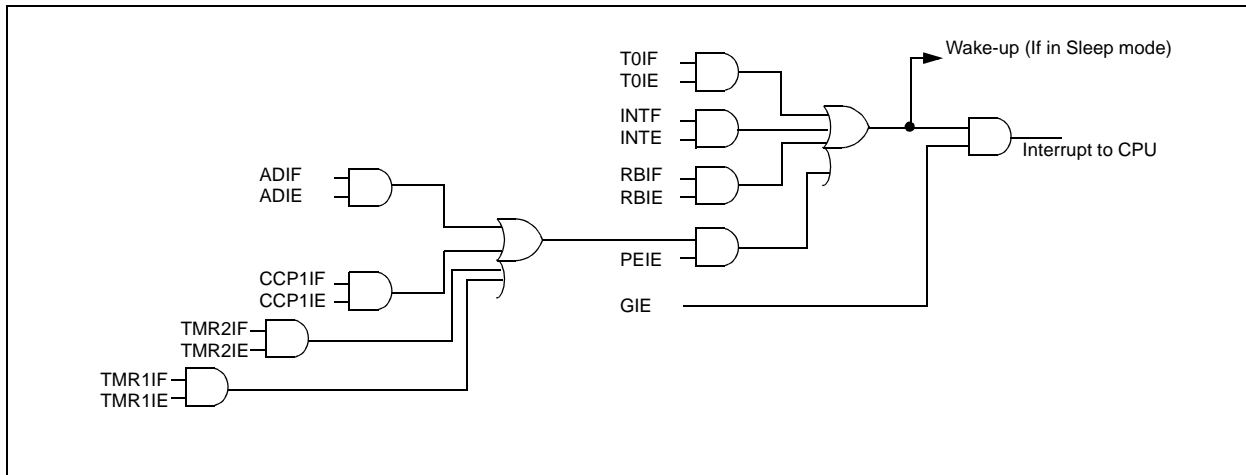 Wake-up (If in Sleep mode)
T0IF
T0IE
INTF
INTE
Interrupt to CPU
RBIF
RBIE
ADIF
ADIE
PEIE
CCP1IF
CCP1IE
GIE
TMR2IF
TMR2IE
TMR1IF
TMR1IE